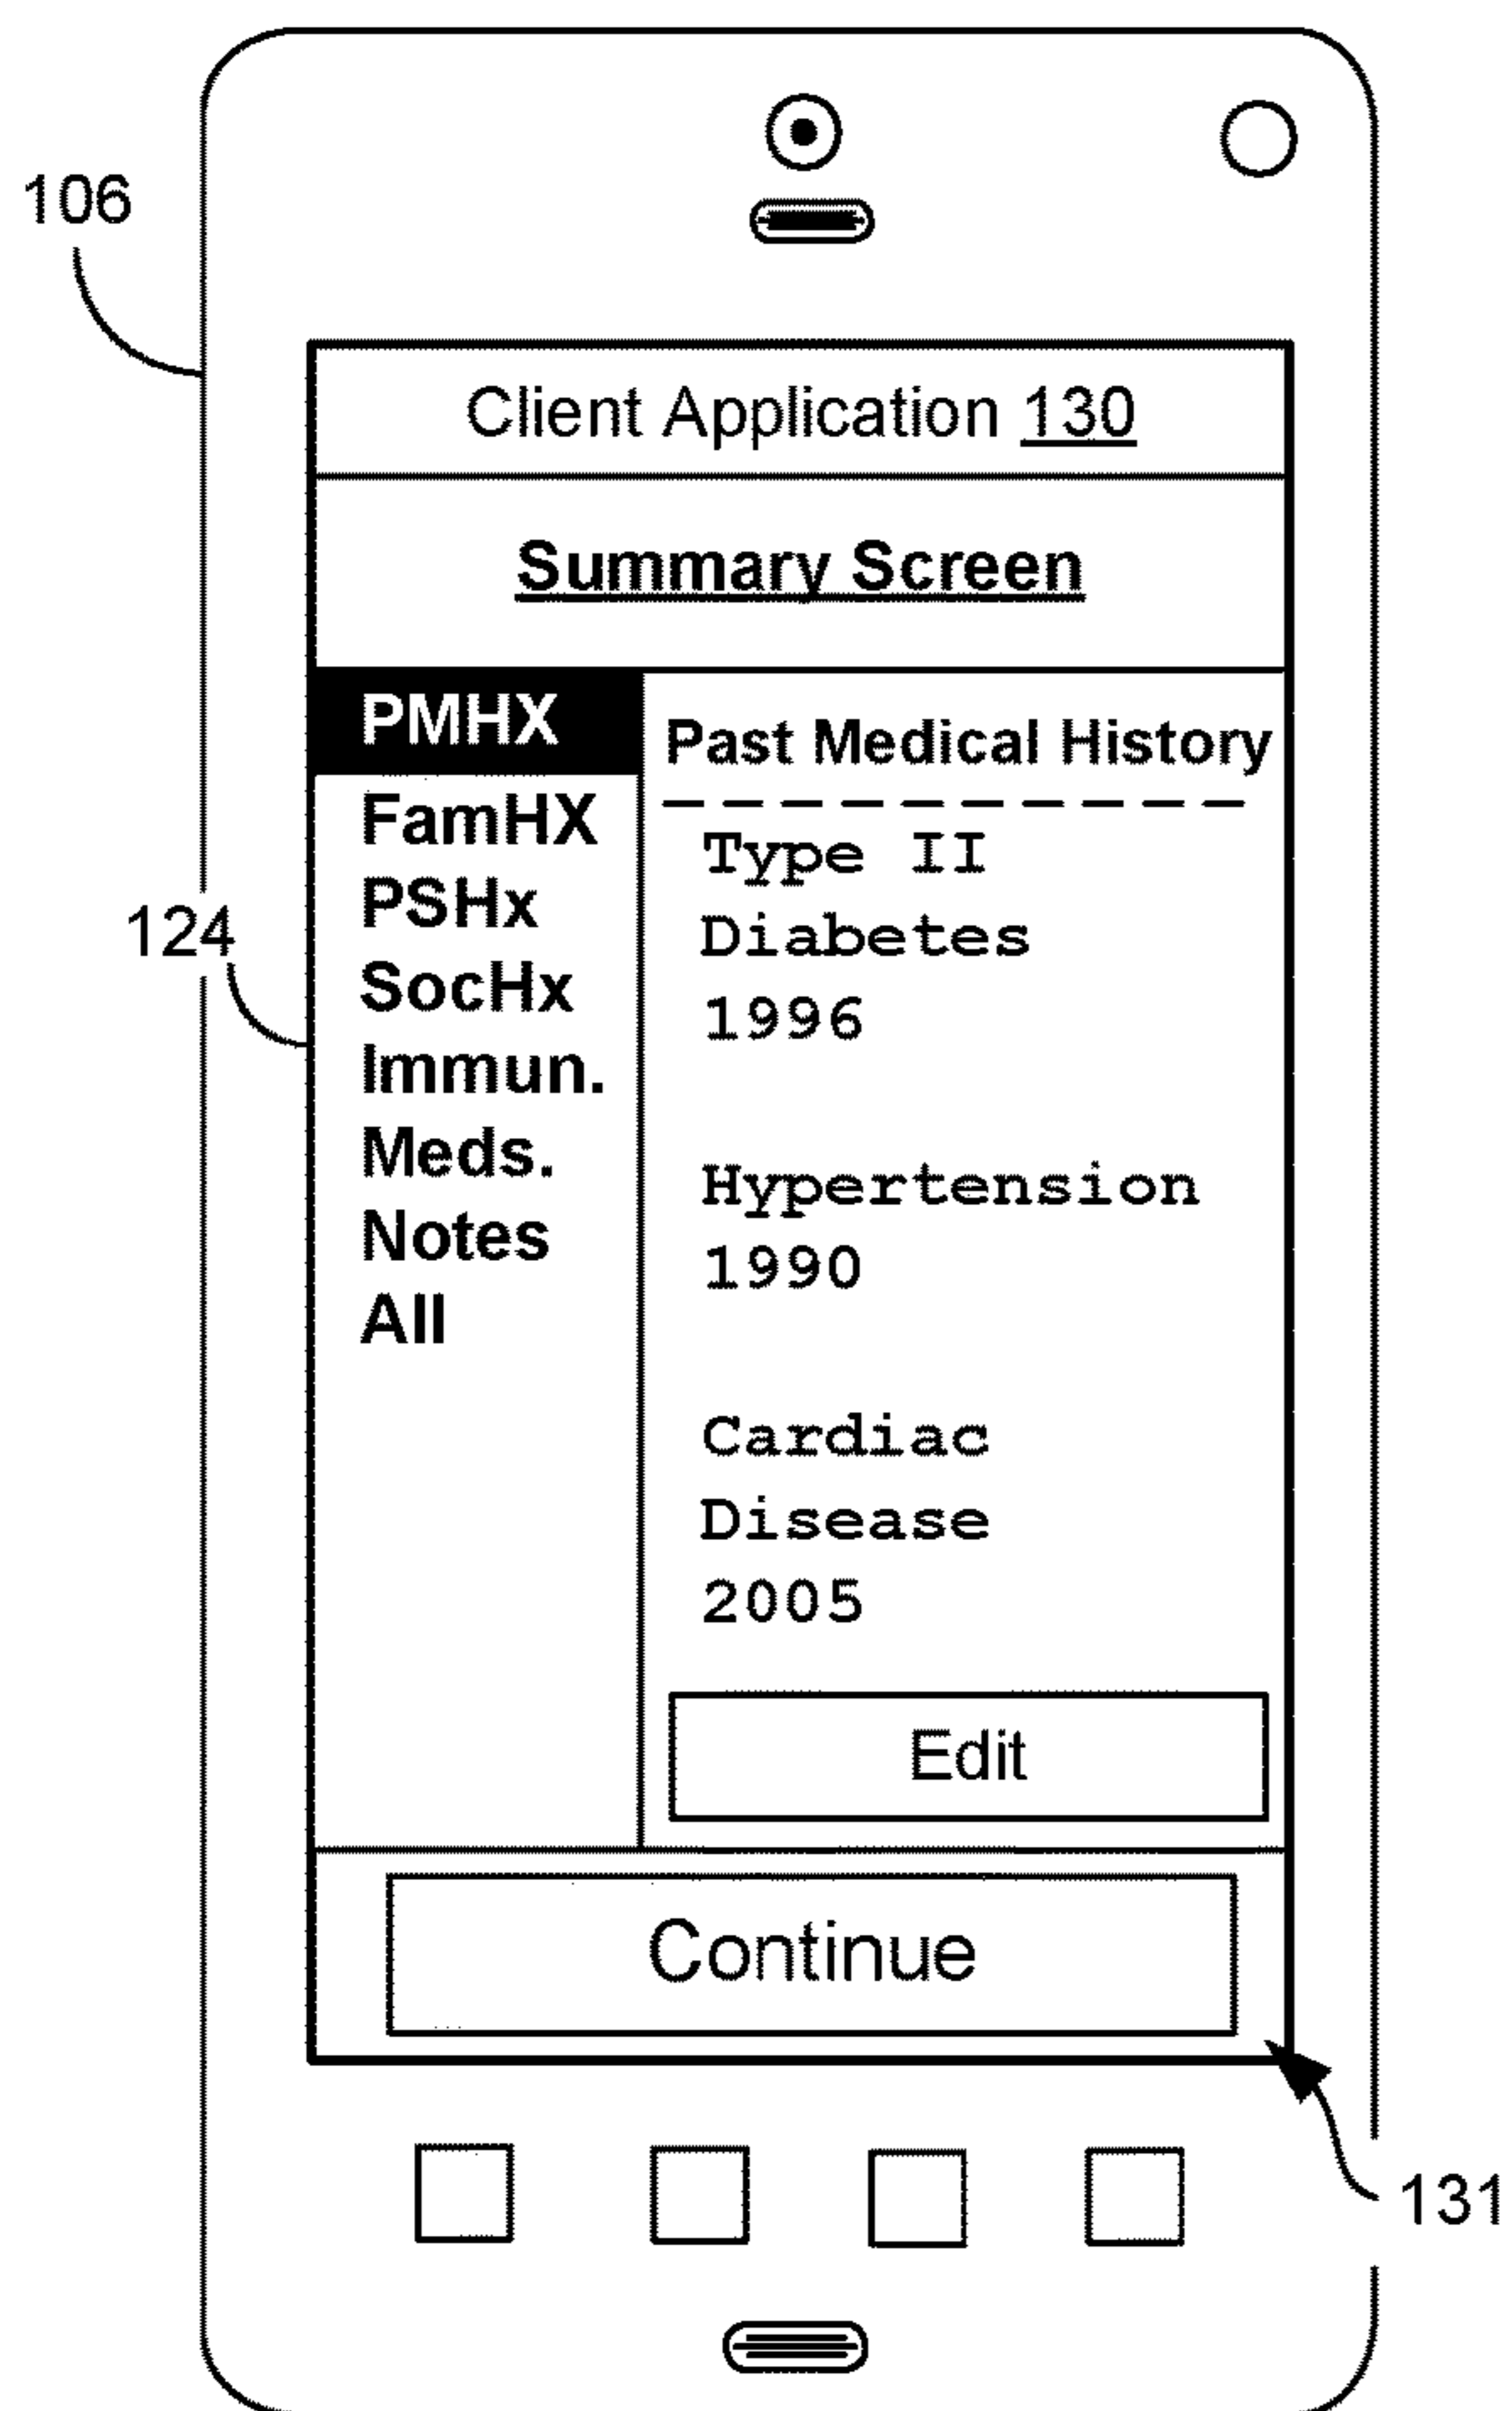 106
Client Application 130
Summary Screen
PMHX
FamHX
PSHx
SocHx
Immun.
Meds.
Notes
All
124
Past Medical History
Type II
Diabetes
1996
Hypertension
1990
Cardiac
Disease
2005
Edit
Continue
131